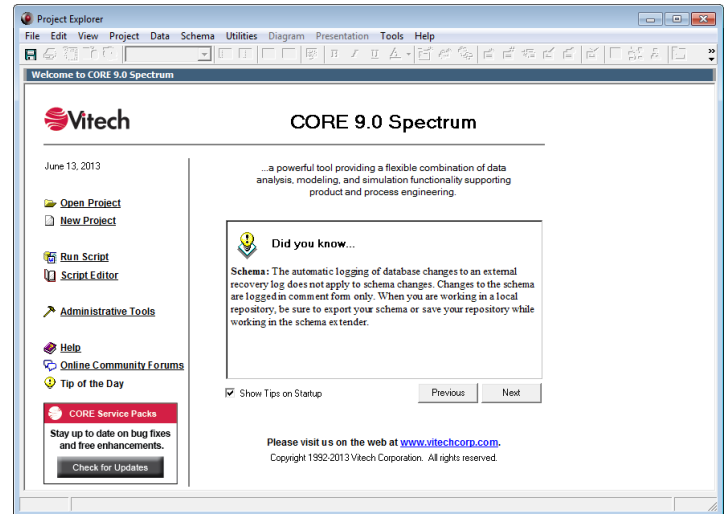 Project Explorer
File Edit View Project Data Schema Utilities Diagram Presentation Tools Help
Welcome to CORE 9.0 Spectrum
Vitech
CORE 9.0 Spectrum
June 13, 2013
...a powerful tool providing a flexible combination of data
analysis, modeling, and simulation functionality supporting
product and process engineering.
Open Project
New Project
Run Script
Script Editor
Administrative Tools
Help
Online Community Forums
Tip of the Day
Did you know...
Schema: The automatic logging of database changes to an external
recovery log does not apply to schema changes. Changes to the schema
are logged in comment form only. When you are working in a local
repository, be sure to export your schema or save your repository while
working in the schema extender.
Show Tips on Startup
Previous
Next
CORE Service Packs
Stay up to date on bug fixes
and free enhancements.
Check for Updates
Please visit us on the web at www.vitechcorp.com.
Copyright 1992-2013 Vitech Corporation. All rights reserved.